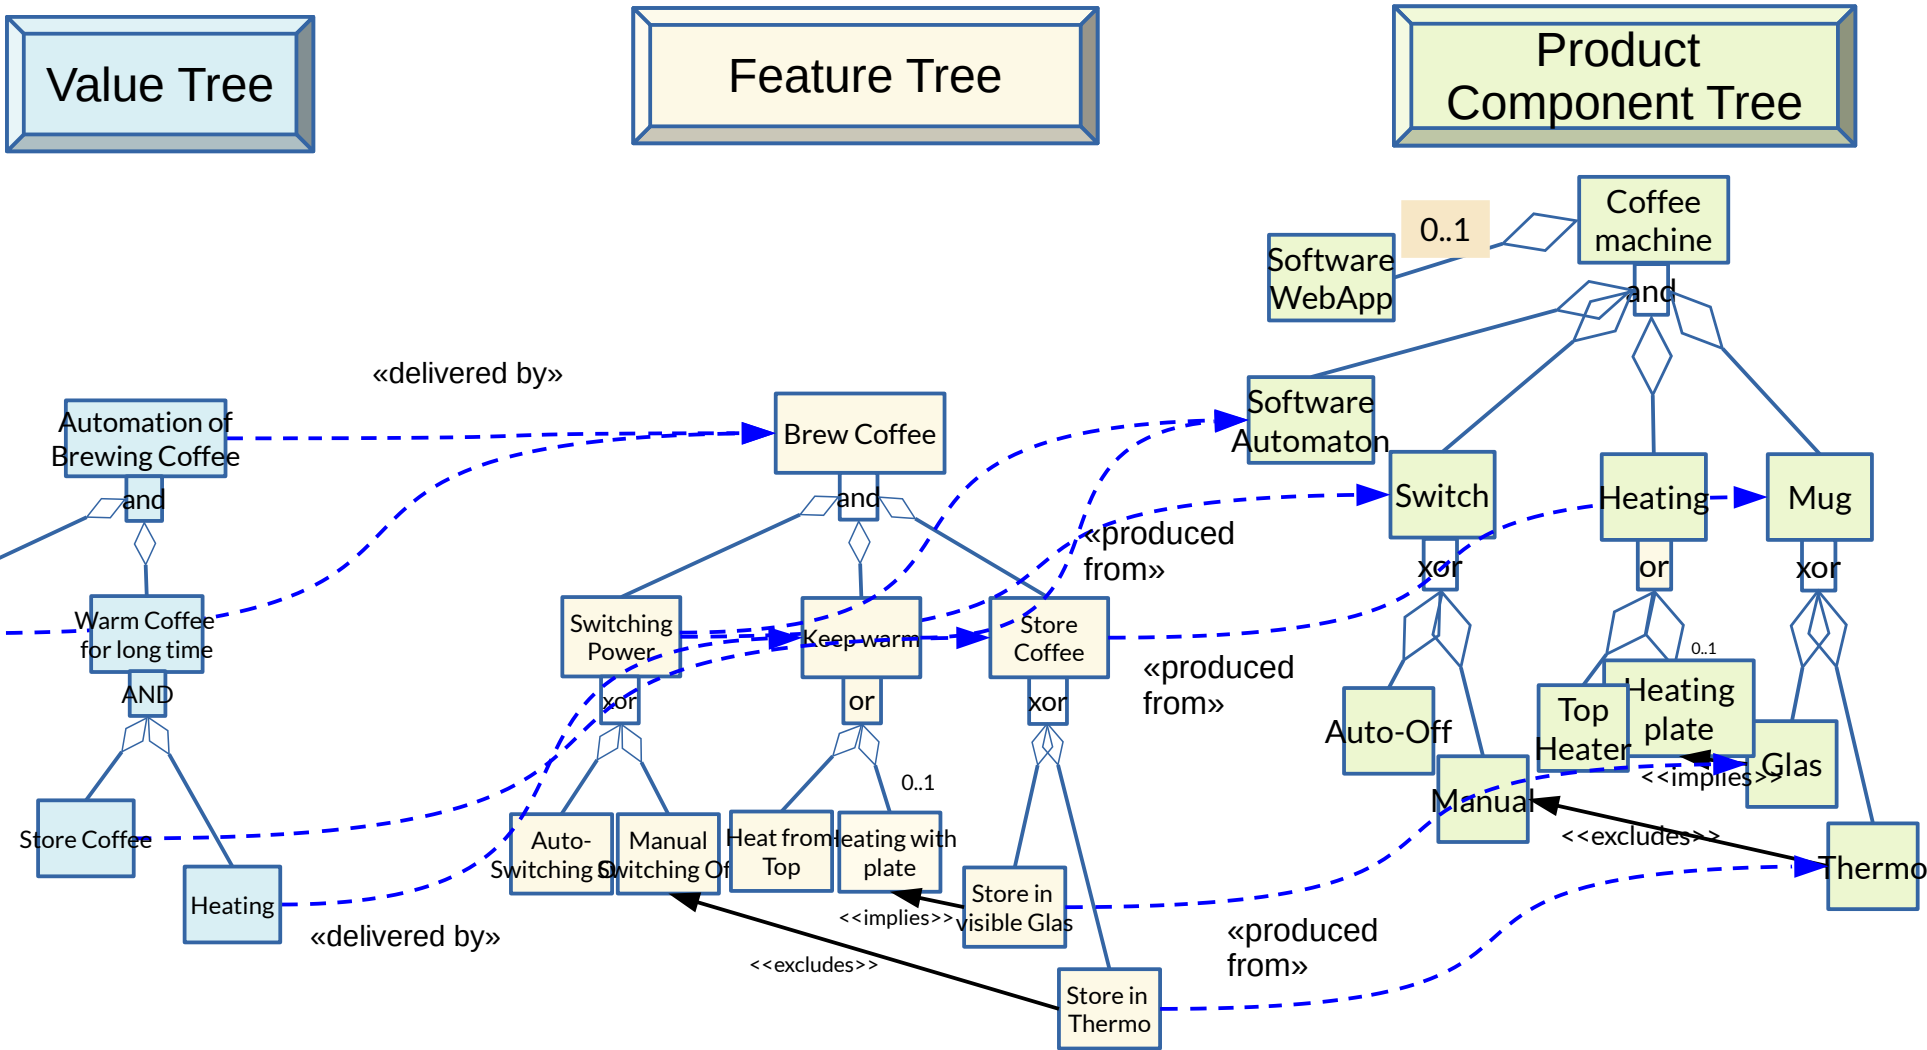 Value Tree
Feature Tree
Product
Component Tree
Coffee
machine
0..1
Software
WebApp
and
«delivered by»
Automation of
Brewing Coffee
and
Brew Coffee
and
Software
Automaton
Switch
Heating
Mug
«produced
from»
xor
or
xor
Warm Coffee
for long time
AND
Switching
Power
Keep warm
Store
Coffee
xor
or
xor
«produced
from»
0..1
Heating
plate
Top
Heater
Auto-Off
Glas
<<implies>>
Manual
<<excludes>>
Thermo
0..1
Store Coffee
Auto-
Switching O
Manual
Switching Of
Heat from
Top
Heating with
plate
Heating
Store in
visible Glas
<<implies>>
«delivered by»
<<excludes>>
«produced
from»
Store in
Thermo